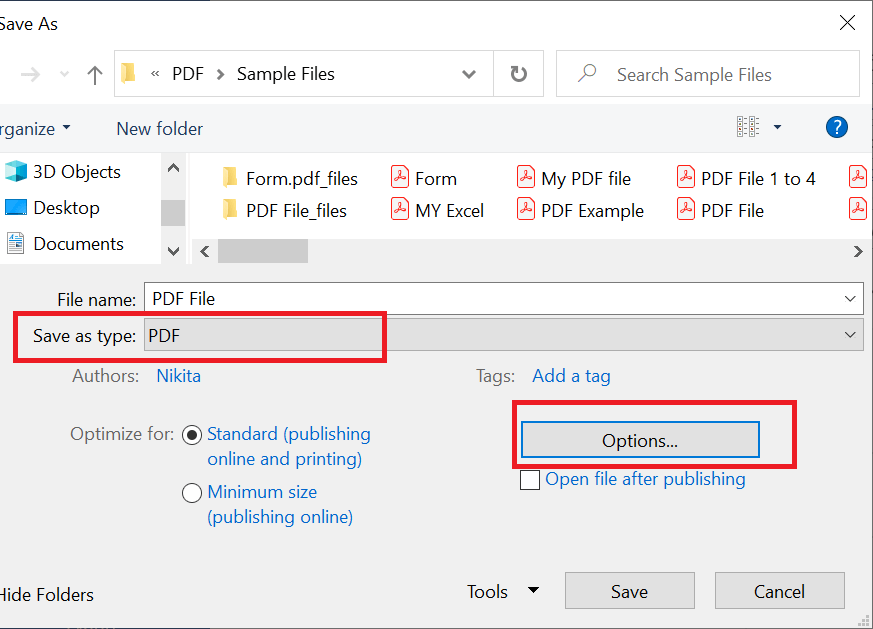 Save As
« PDF > Sample Files
Search Sample Files
rganize
New folder
?
3D Objects
Desktop
Documents
Form.pdf_files
Form
My PDF file
PDF File 1 to 4
PDF File_files
MY Excel
PDF Example
PDF File
File name: PDF File
Save as type: PDF
Authors: Nikita
Tags: Add a tag
Optimize for:
Standard (publishing
online and printing)
Minimum size
(publishing online)
Options...
Open file after publishing
Hide Folders
Tools
Save
Cancel